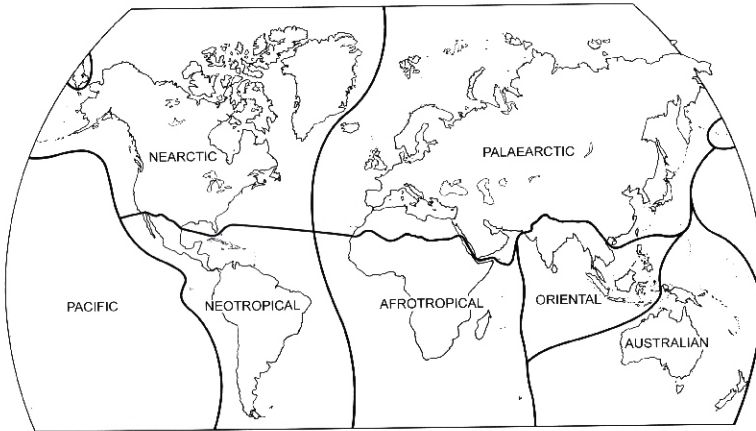 NEARCTIC
PALAEARCTIC
PACIFIC
NEOTROPICAL
AFROTROPICAL
ORIENTAL
AUSTRALIAN